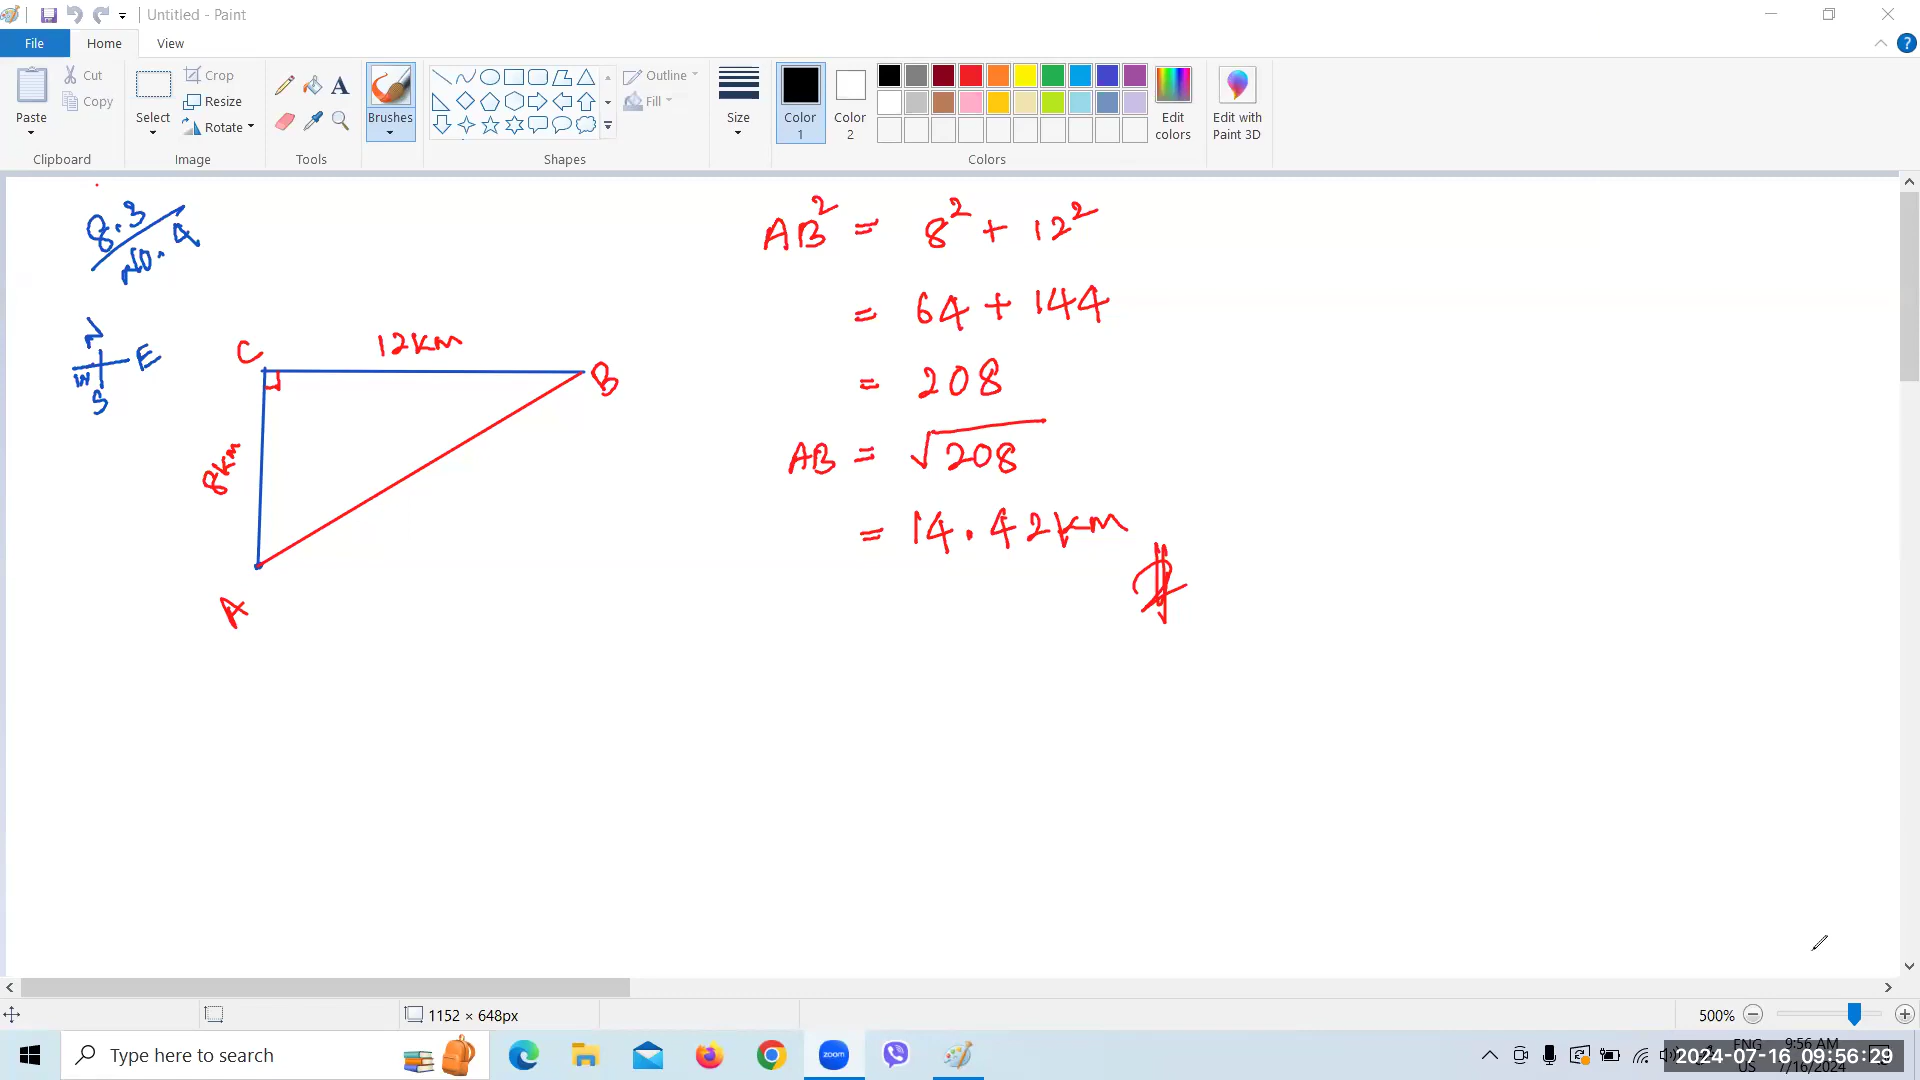 Untitled - Paint
File Home View
Paste Cut Copy Select Crop Resize Rotate Brushes Outline Fill Size Color 1 Color 2 Edit colors Edit with Paint 3D
Clipboard Image Tools Shapes Colors
8.3
No. 4
N
W E
S
C 12km B
8km
A
AB² = 8² + 12²
= 64 + 144
= 208
AB = √208
= 14.42km
1152 × 648px 500%
Type here to search zoom ENG 9:56 AM
US 7/16/2024
2024-07-16 09:56:29